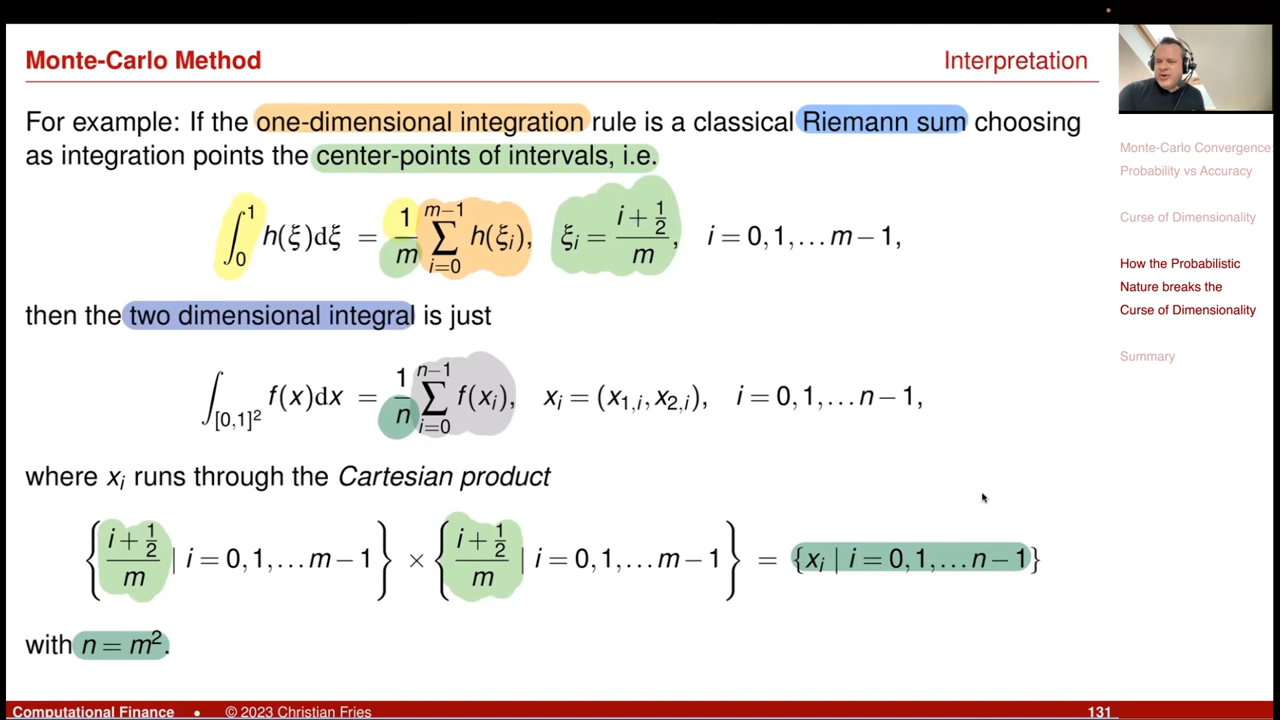 Monte-Carlo Method
Interpretation
For example: If the one-dimensional integration rule is a classical Riemann sum choosing
as integration points the center-points of intervals, i.e.
∫₀¹ h(ξ)dξ = 1/m ∑_{i=0}^{m−1} h(ξᵢ), ξᵢ = (i + 1/2)/m, i = 0, 1, … m − 1,
then the two dimensional integral is just
∫_{[0,1]²} f(x)dx = 1/n ∑_{i=0}^{n−1} f(xᵢ), xᵢ = (x₁,ᵢ, x₂,ᵢ), i = 0, 1, … n − 1,
where xᵢ runs through the Cartesian product
{(i + 1/2)/m | i = 0, 1, … m − 1} × {(i + 1/2)/m | i = 0, 1, … m − 1} = {xᵢ | i = 0, 1, … n − 1}
with n = m².
Monte-Carlo Convergence:
Probability vs Accuracy
Curse of Dimensionality
How the Probabilistic
Nature breaks the
Curse of Dimensionality
Summary
Computational Finance • © 2023 Christian Fries
131